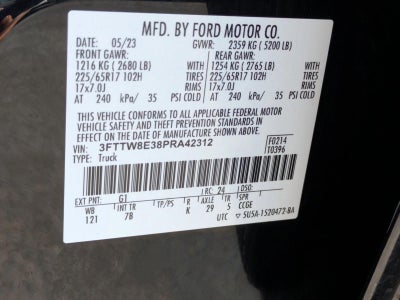 MFD. BY FORD MOTOR CO.
DATE: 05/23 GVWR: 2359 KG ( 5200 LB)
FRONT GAWR: REAR GAWR:
1216 KG ( 2680 LB) 1254 KG ( 2765 LB)
225/65R17 102H TIRES 225/65R17 102H TIRES
17x7.0J RIMS 17x7.0J RIMS
AT 240 kPa/ 35 PSI COLD AT 240 kPa/ 35 PSI COLD
THIS VEHICLE CONFORMS TO ALL APPLICABLE FEDERAL MOTOR
VEHICLE SAFETY AND THEFT PREVENTION STANDARDS IN
EFFECT ON THE DATE OF MANUFACTURE SHOWN ABOVE.
VIN: 3FTTW8E38PRA42312 F0214
TYPE: Truck T0396
EXT PNT: G1 RC: 24 DSO:
WB INT TR TP/PS R AXLE TR SPR
121 7B K 29 5 CCGE
UTC 5U5A-1520472-BA